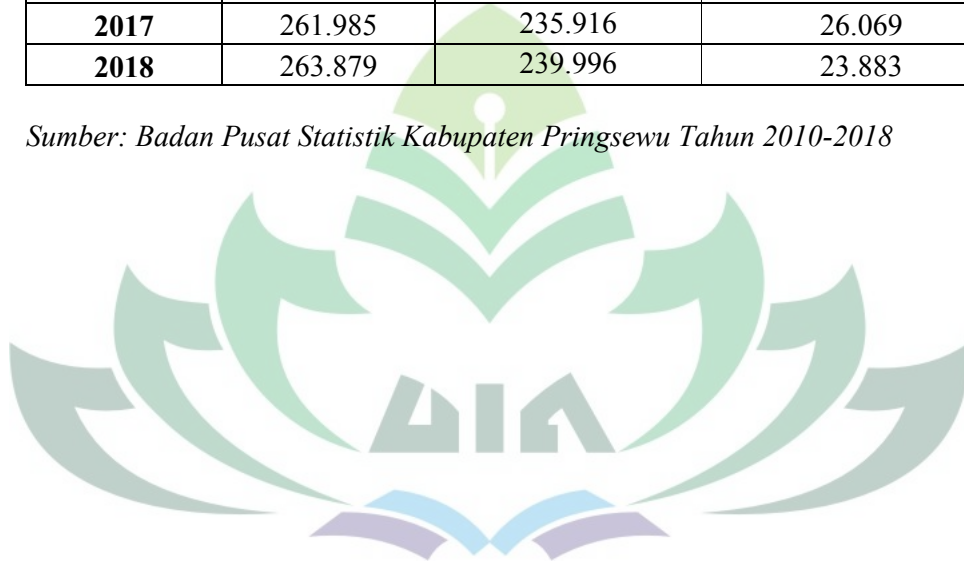 2017 261.985 235.916 26.069
2018 263.879 239.996 23.883
Sumber: Badan Pusat Statistik Kabupaten Pringsewu Tahun 2010-2018
UIN